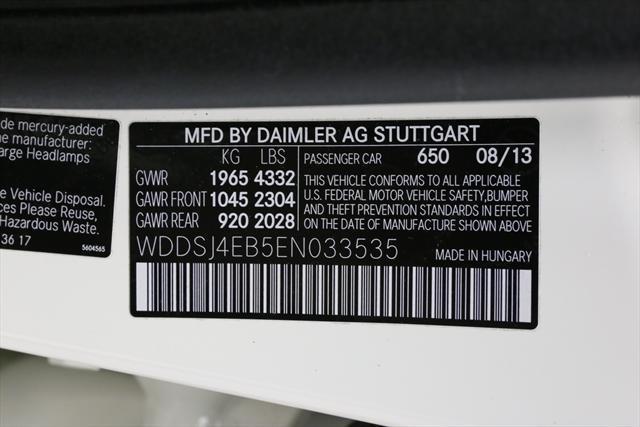 de mercury-added
e manufacturer:
arge Headlamps
e Vehicle Disposal.
ces Please Reuse,
Hazardous Waste.
36 17
5604565
MFD BY DAIMLER AG STUTTGART
KG LBS PASSENGER CAR 650 08/13
GVWR 1965 4332
GAWR FRONT 1045 2304
GAWR REAR 920 2028
THIS VEHICLE CONFORMS TO ALL APPLICABLE
U.S. FEDERAL MOTOR VEHICLE SAFETY,BUMPER
AND THEFT PREVENTION STANDARDS IN EFFECT
ON THE DATE OF MANUFACTURE SHOWN ABOVE
WDDSJ4EB5EN033535 MADE IN HUNGARY